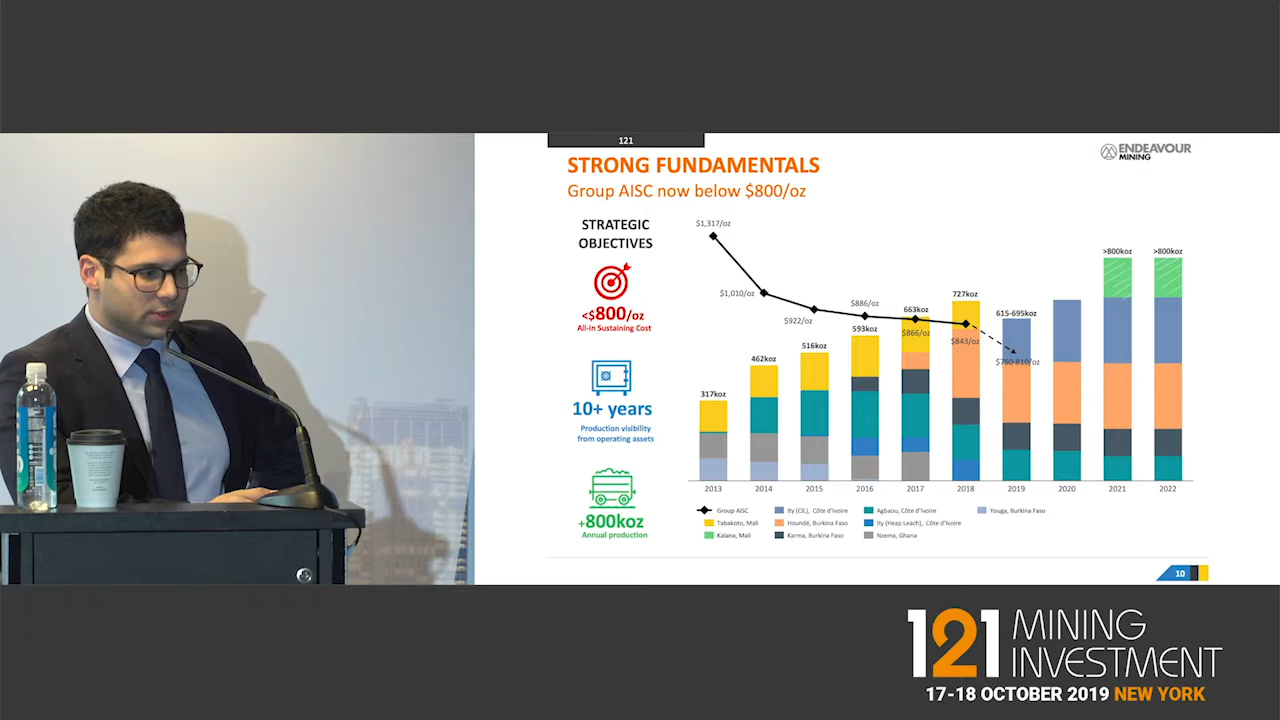 121
STRONG FUNDAMENTALS
Group AISC now below $800/oz
ENDEAVOUR
MINING
STRATEGIC
OBJECTIVES
<$800/oz
All-in Sustaining Cost
10+ years
Production visibility
from operating assets
+800koz
Annual production
$1,317/oz
$1,010/oz
$922/oz
$886/oz
$866/oz
$843/oz
$760-810/oz
317koz
462koz
516koz
593koz
663koz
727koz
615-695koz
>800koz
>800koz
2013 2014 2015 2016 2017 2018 2019 2020 2021 2022
Group AISC Ity (CIL), Côte d'Ivoire Agbaou, Côte d'Ivoire Youga, Burkina Faso
Tabakoto, Mali Houndé, Burkina Faso Ity (Heap Leach), Côte d'Ivoire
Kalana, Mali Karma, Burkina Faso Nzema, Ghana
10
121 MINING
INVESTMENT
17-18 OCTOBER 2019 NEW YORK